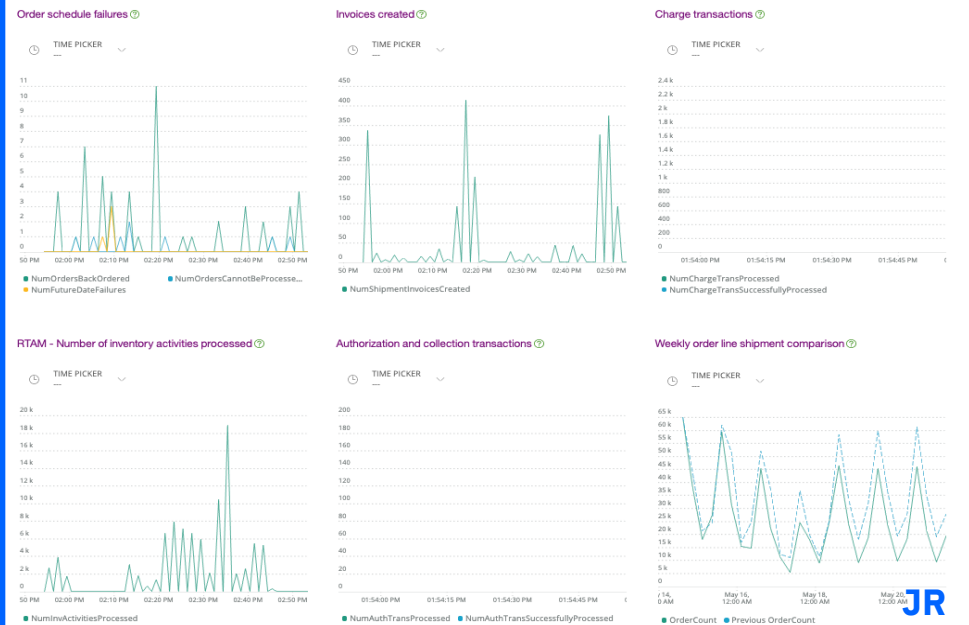 Order schedule failures
TIME PICKER
—
11
10
9
8
7
6
5
4
3
2
1
0
50 PM 02:00 PM 02:10 PM 02:20 PM 02:30 PM 02:40 PM 02:50 PM
NumOrdersBackOrdered NumOrdersCannotBeProcesse...
NumFutureDateFailures
Invoices created
TIME PICKER
—
450
400
350
300
250
200
150
100
50
0
50 PM 02:00 PM 02:10 PM 02:20 PM 02:30 PM 02:40 PM 02:50 PM
NumShipmentInvoicesCreated
Charge transactions
TIME PICKER
—
2.4 k
2.2 k
2 k
1.8 k
1.6 k
1.4 k
1.2 k
1 k
800
600
400
200
0
01:54:00 PM 01:54:15 PM 01:54:30 PM 01:54:45 PM
NumChargeTransProcessed
NumChargeTransSuccessfullyProcessed
RTAM - Number of inventory activities processed
TIME PICKER
—
20 k
18 k
16 k
14 k
12 k
10 k
8 k
6 k
4 k
2 k
0
50 PM 02:00 PM 02:10 PM 02:20 PM 02:30 PM 02:40 PM 02:50 PM
NumInvActivitiesProcessed
Authorization and collection transactions
TIME PICKER
—
200
180
160
140
120
100
80
60
40
20
0
01:54:00 PM 01:54:15 PM 01:54:30 PM 01:54:45 PM
NumAuthTransProcessed NumAuthTransSuccessfullyProcessed
Weekly order line shipment comparison
TIME PICKER
—
65 k
60 k
55 k
50 k
45 k
40 k
35 k
30 k
25 k
20 k
15 k
10 k
5 k
0
14, May 16, May 18, May 20,
0 AM 12:00 AM 12:00 AM 12:00 AM
OrderCount Previous OrderCount
JR